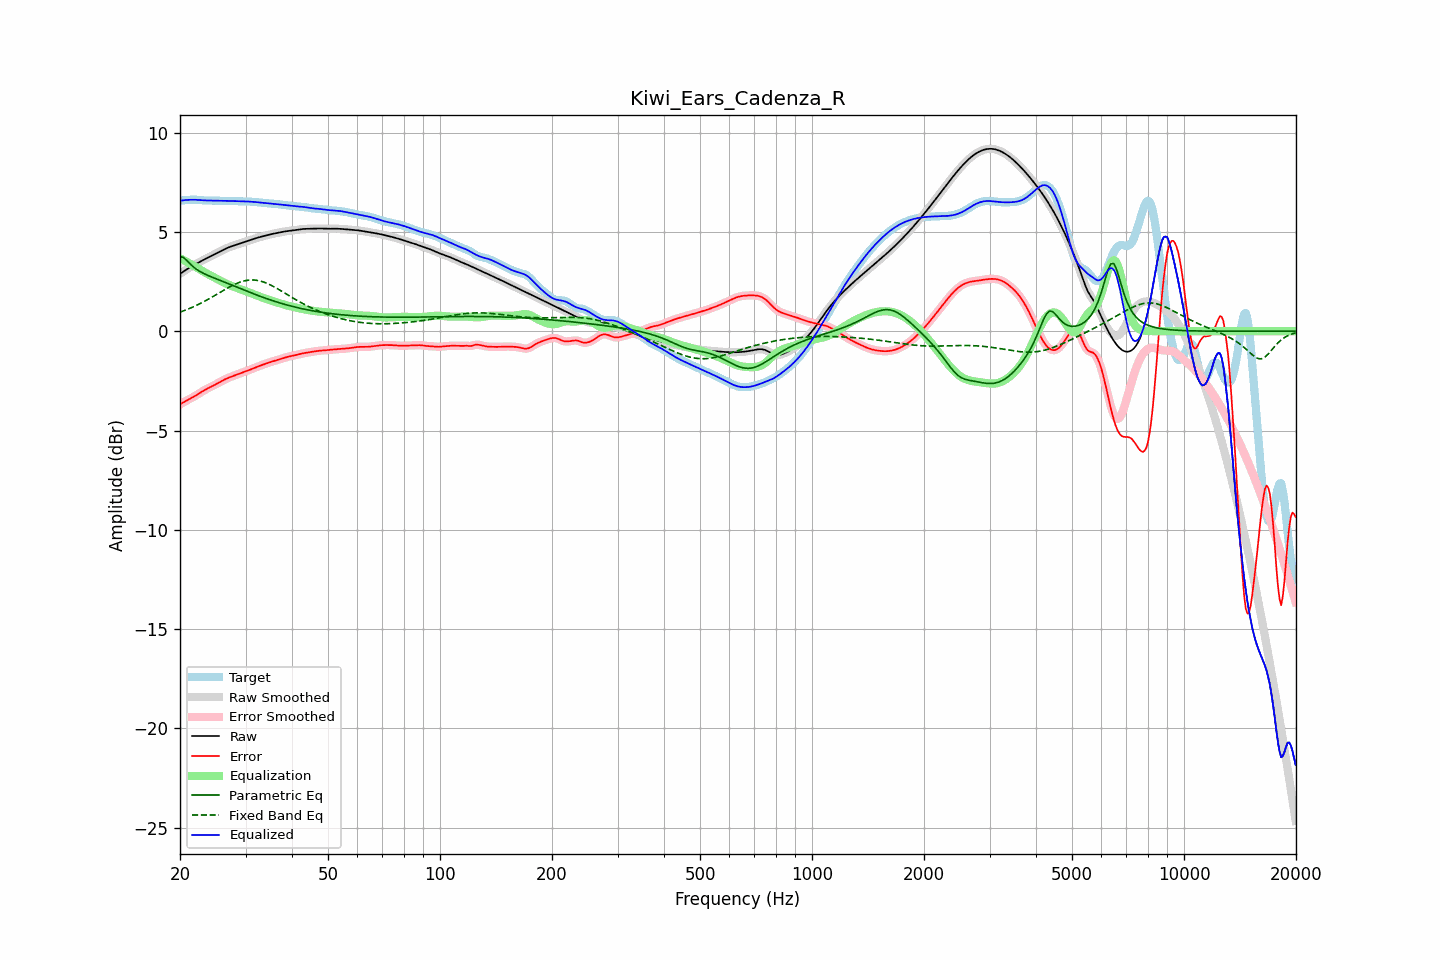 Kiwi_Ears_Cadenza_R
10
5
0
−5
−10
−15
−20
−25
Amplitude (dBr)
Target
Raw Smoothed
Error Smoothed
Raw
Error
Equalization
Parametric Eq
Fixed Band Eq
Equalized
20 50 100 200 500 1000 2000 5000 10000 20000
Frequency (Hz)